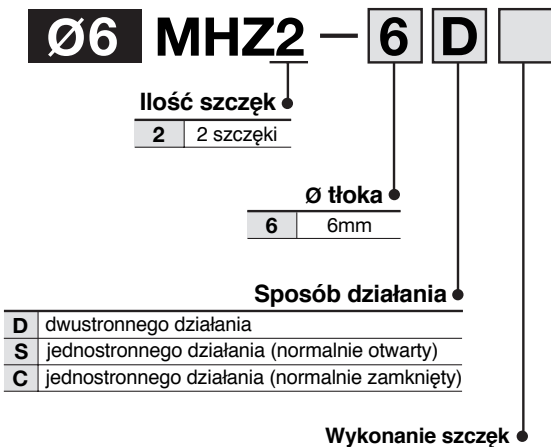 Ø6 MHZ2 — 6 D
Ilość szczęk
2 2 szczęki
Ø tłoka
6 6mm
Sposób działania
D dwustronnego działania
S jednostronnego działania (normalnie otwarty)
C jednostronnego działania (normalnie zamknięty)
Wykonanie szczęk